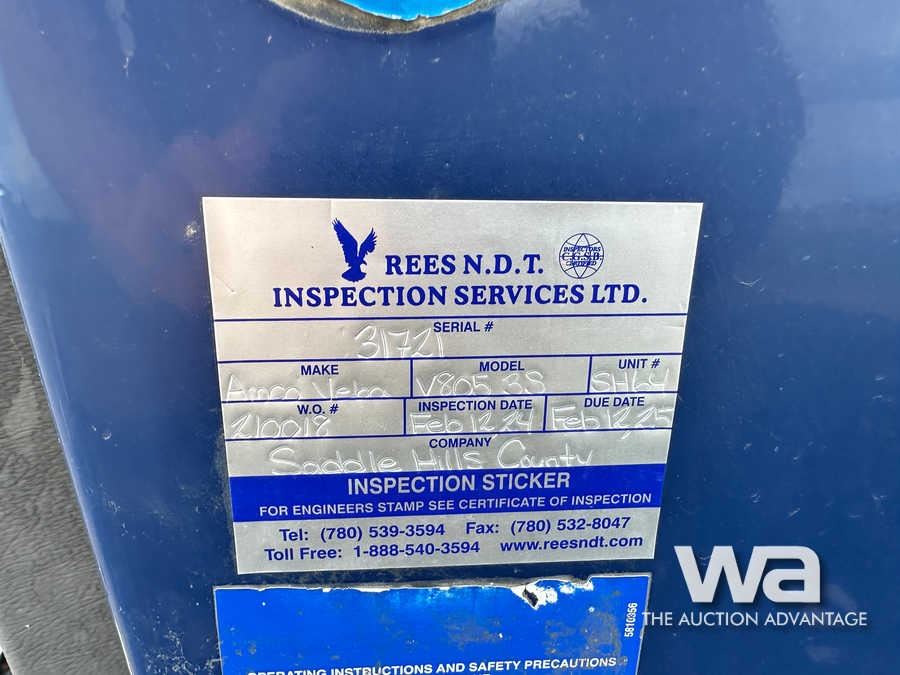 REES N.D.T.
INSPECTORS
C.G.S.B.
CERTIFIED
INSPECTION SERVICES LTD.
SERIAL #
31721
MAKE MODEL UNIT #
Amco Veba V805 3S SH64
W.O. # INSPECTION DATE DUE DATE
210018 Feb 12, 24 Feb 12, 25
COMPANY
Saddle Hills County
INSPECTION STICKER
FOR ENGINEERS STAMP SEE CERTIFICATE OF INSPECTION
Tel: (780) 539-3594 Fax: (780) 532-8047
Toll Free: 1-888-540-3594 www.reesndt.com
wa
THE AUCTION ADVANTAGE
5810356
OPERATING INSTRUCTIONS AND SAFETY PRECAUTIONS